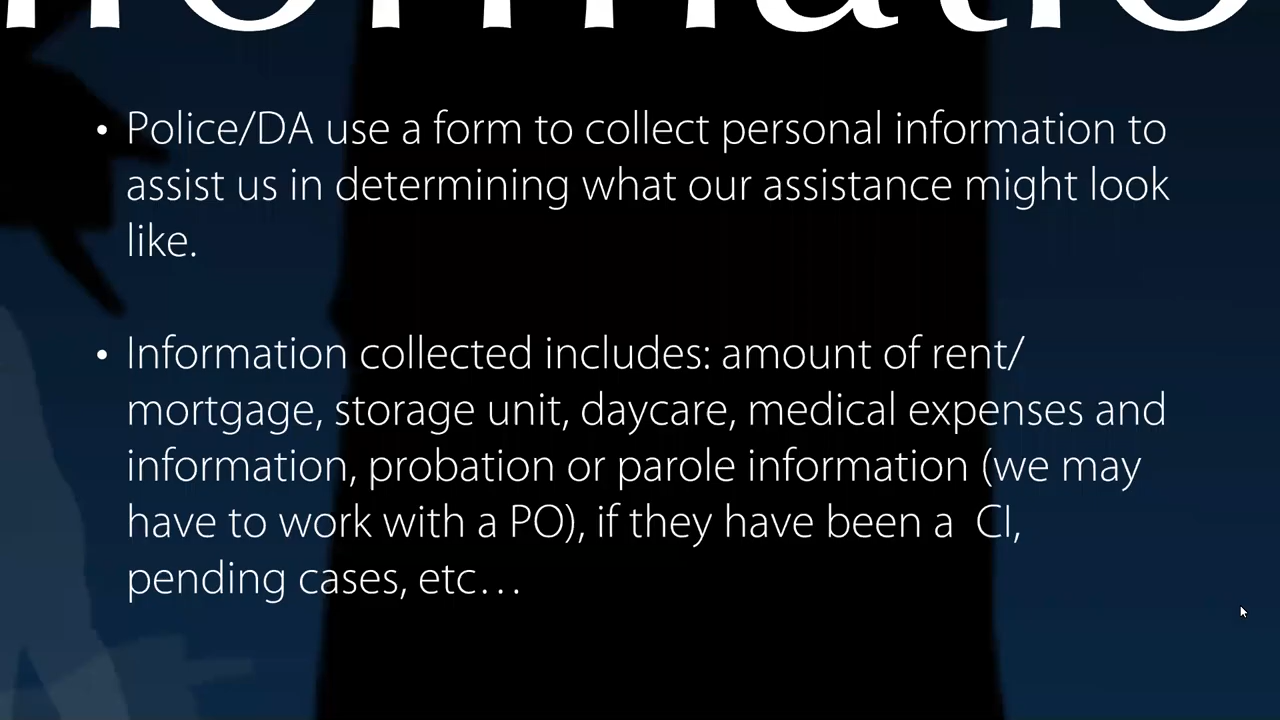 • Police/DA use a form to collect personal information to
assist us in determining what our assistance might look
like.
• Information collected includes: amount of rent/
mortgage, storage unit, daycare, medical expenses and
information, probation or parole information (we may
have to work with a PO), if they have been a  CI,
pending cases, etc…